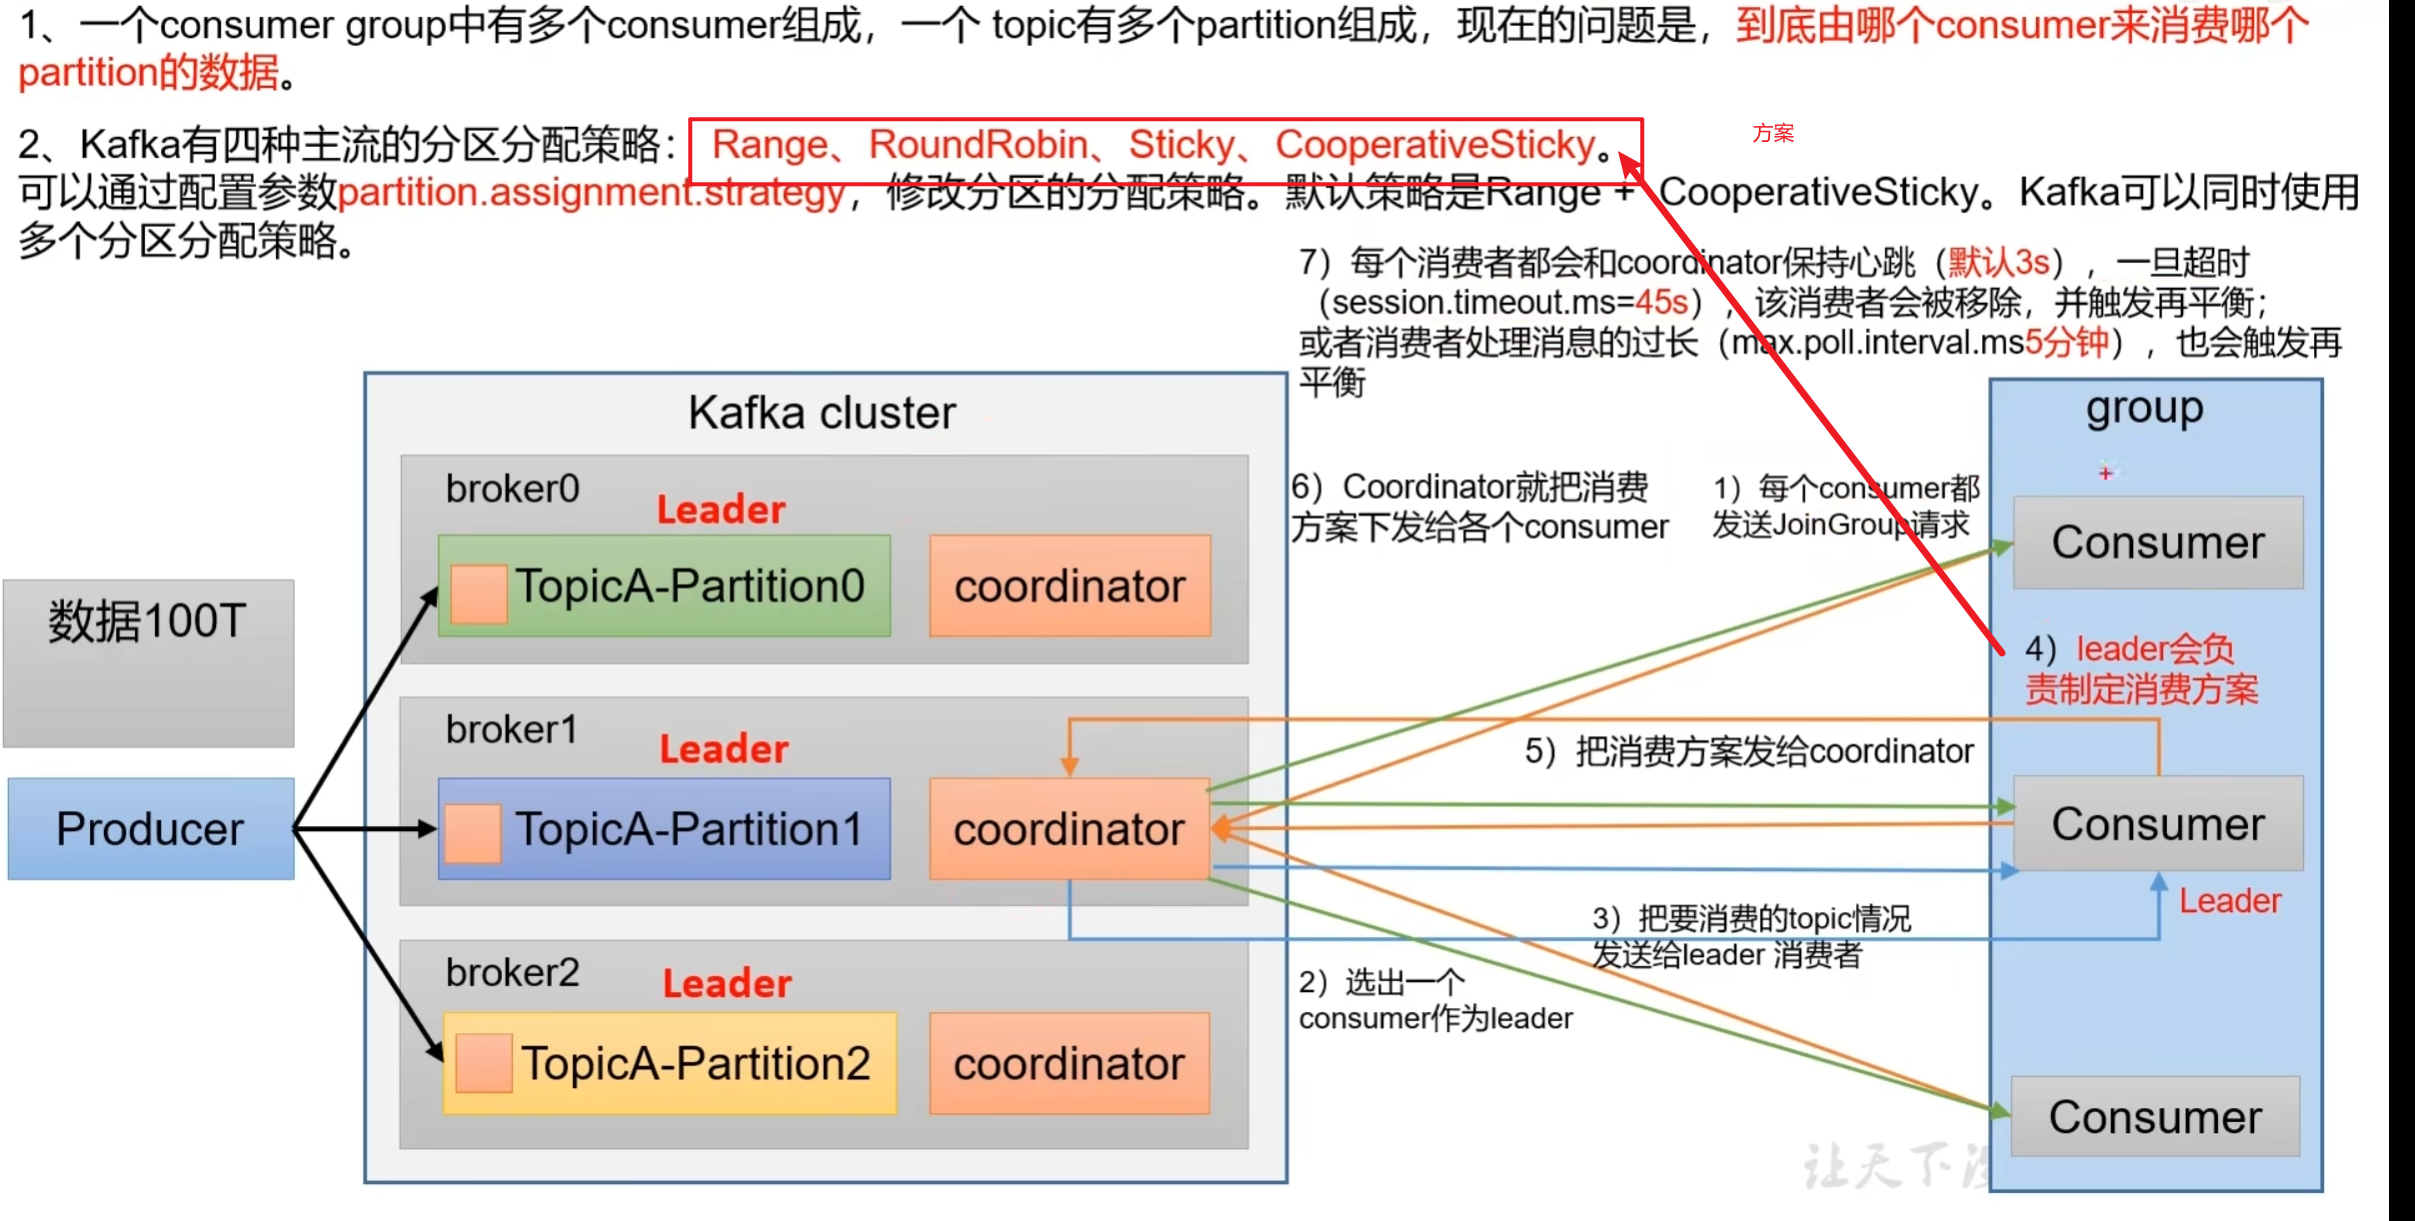 1、一个consumer group中有多个consumer组成，一个 topic有多个partition组成，现在的问题是，到底由哪个consumer来消费哪个
partition的数据。
2、Kafka有四种主流的分区分配策略： Range、RoundRobin、Sticky、CooperativeSticky。
方案
可以通过配置参数partition.assignment.strategy，修改分区的分配策略。默认策略是Range + CooperativeSticky。Kafka可以同时使用
多个分区分配策略。
7）每个消费者都会和coordinator保持心跳（默认3s），一旦超时
（session.timeout.ms=45s），该消费者会被移除，并触发再平衡；
或者消费者处理消息的过长（max.poll.interval.ms5分钟），也会触发再
平衡
Kafka cluster
broker0
Leader
TopicA-Partition0
coordinator
broker1
Leader
TopicA-Partition1
coordinator
broker2
Leader
TopicA-Partition2
coordinator
数据100T
Producer
6）Coordinator就把消费
方案下发给各个consumer
1）每个consumer都
发送JoinGroup请求
5）把消费方案发给coordinator
3）把要消费的topic情况
发送给leader 消费者
2）选出一个
consumer作为leader
group
Consumer
4）leader会负
责制定消费方案
Consumer
Leader
Consumer
让天下没